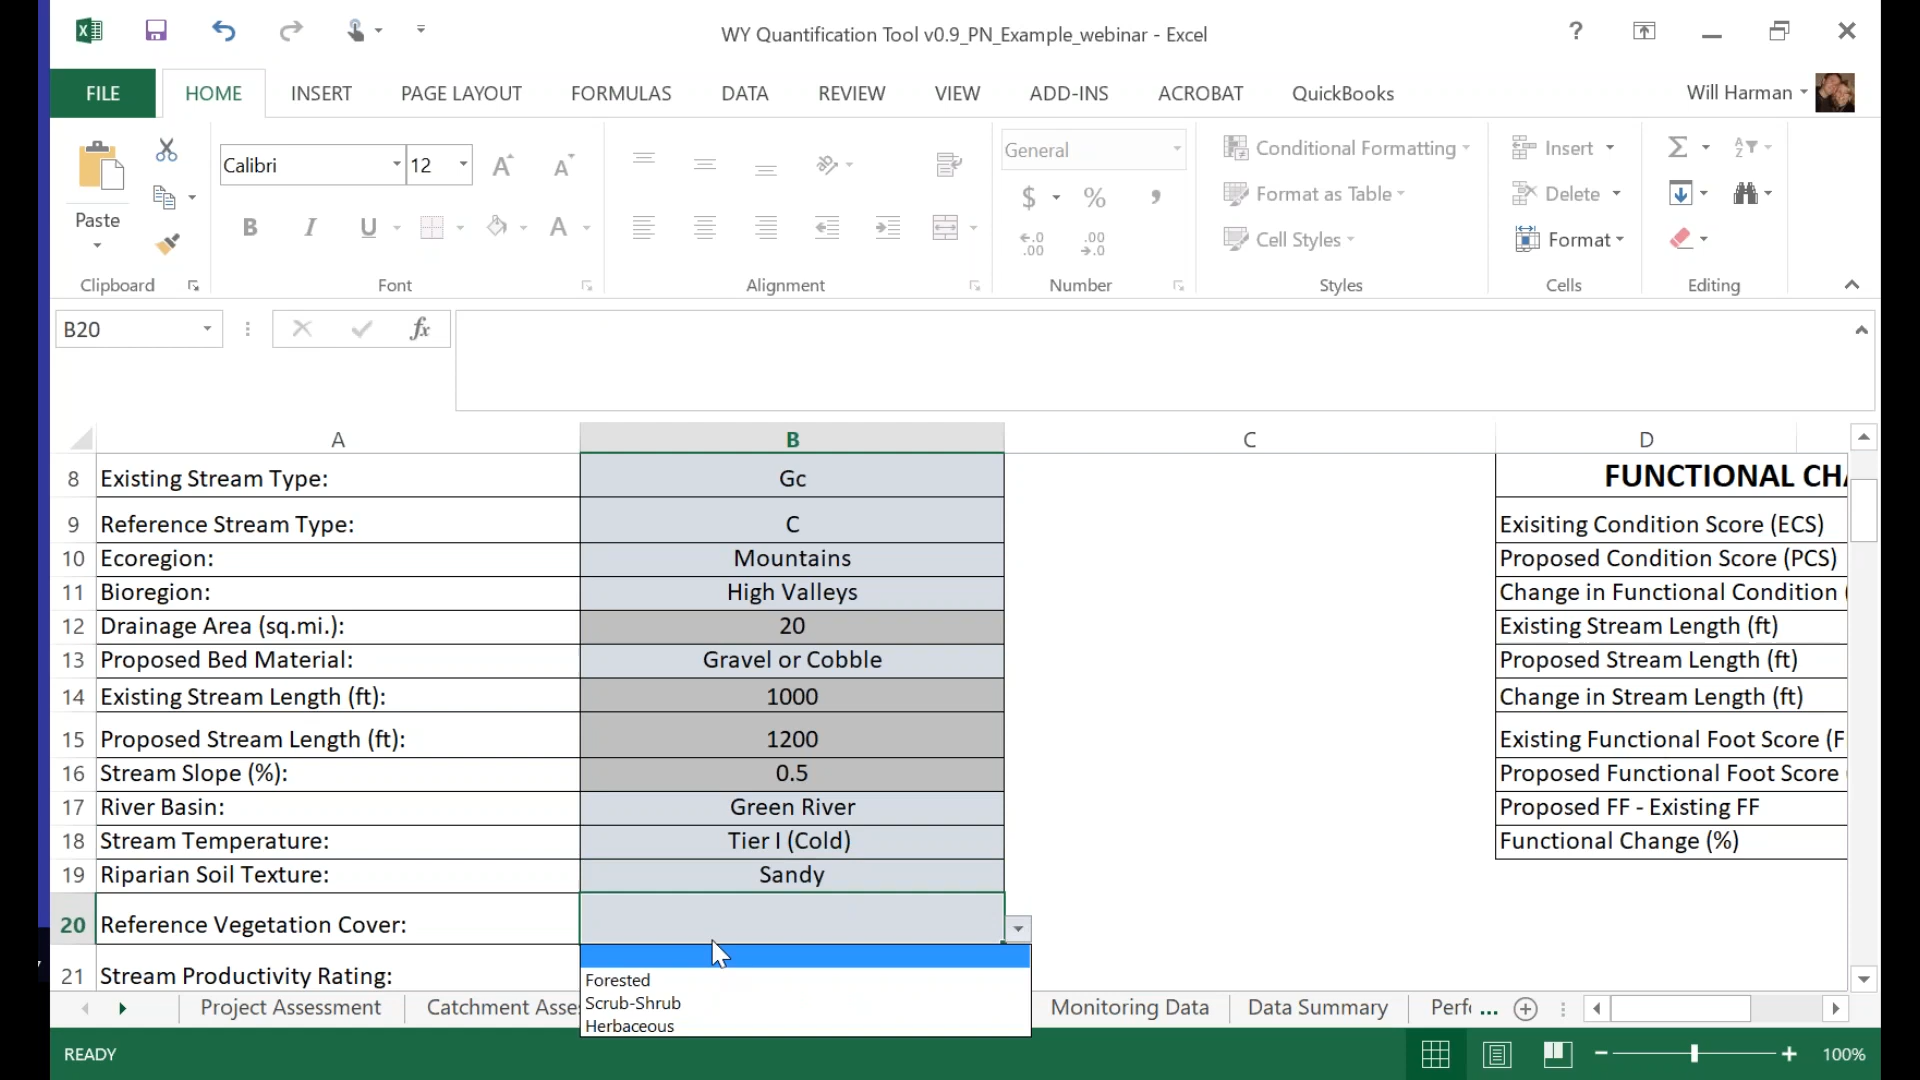 WY Quantification Tool v0.9_PN_Example_webinar - Excel
FILE HOME INSERT PAGE LAYOUT FORMULAS DATA REVIEW VIEW ADD-INS ACROBAT QuickBooks Will Harman
Paste
Calibri 12
B I U A
General
$ % ,
Conditional Formatting
Format as Table
Cell Styles
Insert
Delete
Format
Clipboard Font Alignment Number Styles Cells Editing
B20 fx
A B C D
8 Existing Stream Type: Gc FUNCTIONAL CHA
9 Reference Stream Type: C Exisiting Condition Score (ECS)
10 Ecoregion: Mountains Proposed Condition Score (PCS)
11 Bioregion: High Valleys Change in Functional Condition (
12 Drainage Area (sq.mi.): 20 Existing Stream Length (ft)
13 Proposed Bed Material: Gravel or Cobble Proposed Stream Length (ft)
14 Existing Stream Length (ft): 1000 Change in Stream Length (ft)
15 Proposed Stream Length (ft): 1200 Existing Functional Foot Score (F
16 Stream Slope (%): 0.5 Proposed Functional Foot Score
17 River Basin: Green River Proposed FF - Existing FF
18 Stream Temperature: Tier I (Cold) Functional Change (%)
19 Riparian Soil Texture: Sandy
20 Reference Vegetation Cover:
21 Stream Productivity Rating:
Forested
Scrub-Shrub
Herbaceous
Project Assessment Catchment Asse Monitoring Data Data Summary Perfo ...
READY 100%